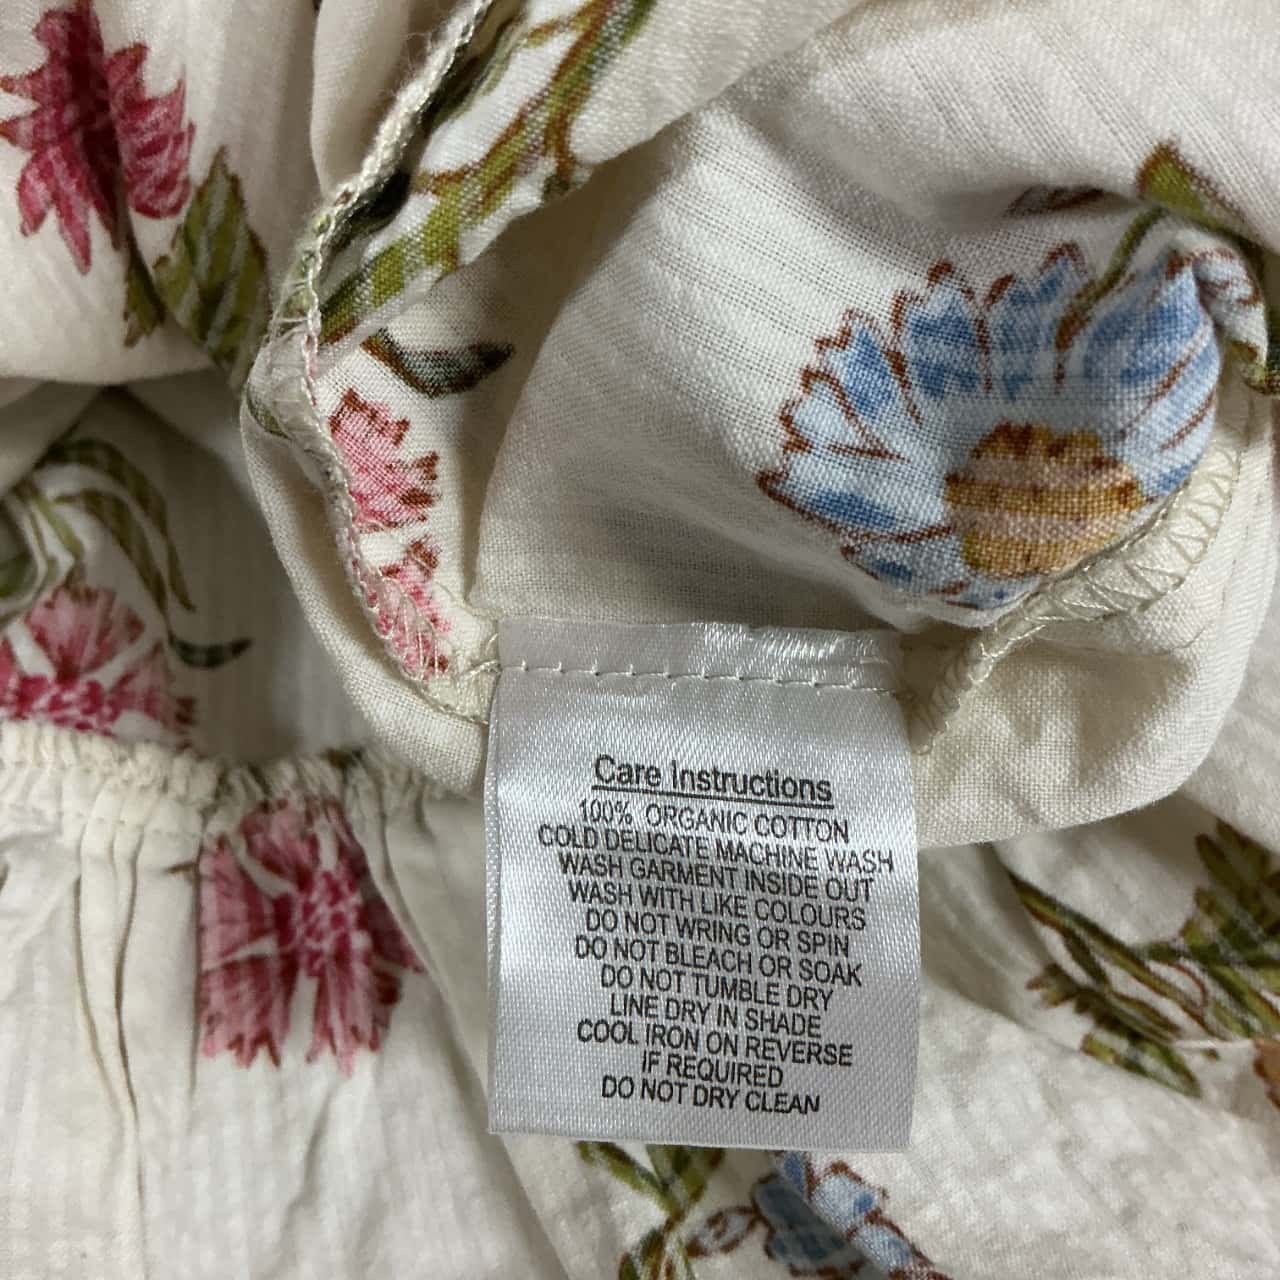 Care Instructions
100% ORGANIC COTTON
COLD DELICATE MACHINE WASH
WASH GARMENT INSIDE OUT
WASH WITH LIKE COLOURS
DO NOT WRING OR SPIN
DO NOT BLEACH OR SOAK
DO NOT TUMBLE DRY
LINE DRY IN SHADE
COOL IRON ON REVERSE
IF REQUIRED
DO NOT DRY CLEAN